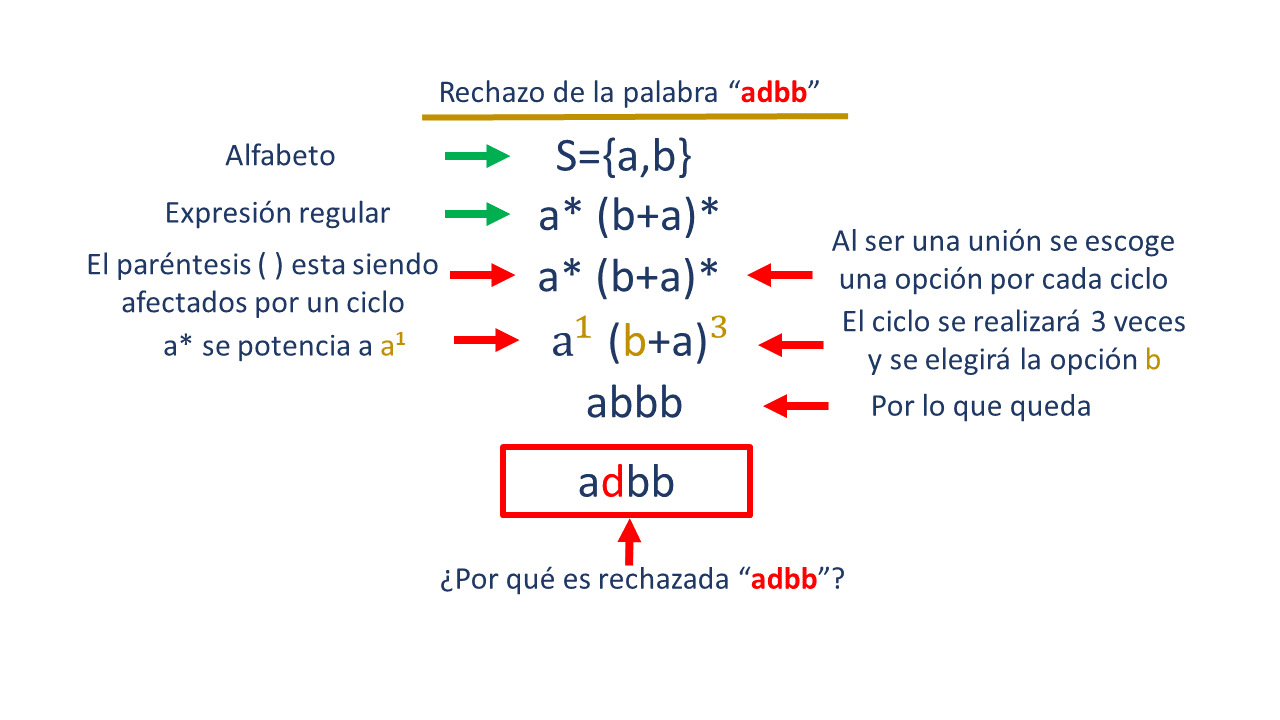 Rechazo de la palabra “adbb”
Alfabeto
S={a,b}
Expresión regular
a* (b+a)*
El paréntesis ( ) esta siendo
afectados por un ciclo
a* (b+a)*
Al ser una unión se escoge
una opción por cada ciclo
a* se potencia a a¹
a¹ (b+a)³
El ciclo se realizará 3 veces
y se elegirá la opción b
abbb
Por lo que queda
adbb
¿Por qué es rechazada “adbb”?